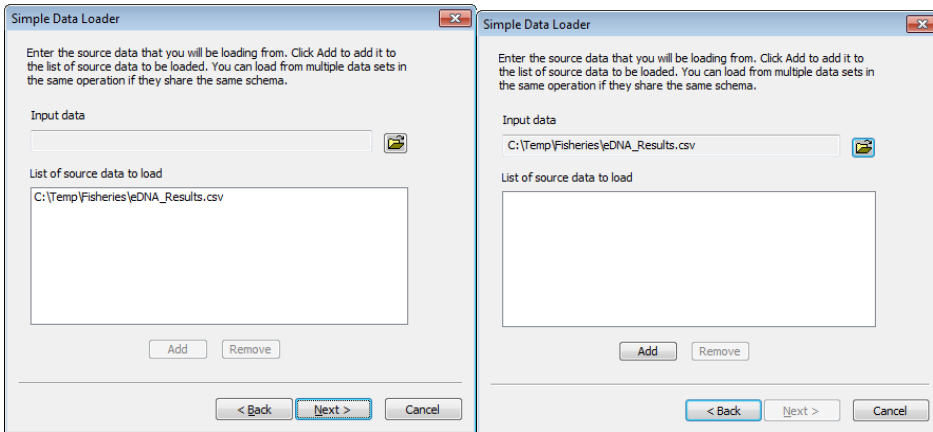 Simple Data Loader
Enter the source data that you will be loading from. Click Add to add it to
the list of source data to be loaded. You can load from multiple data sets in
the same operation if they share the same schema.
Input data
List of source data to load
C:\Temp\Fisheries\eDNA_Results.csv
Add Remove
< Back Next > Cancel
Simple Data Loader
Enter the source data that you will be loading from. Click Add to add it to
the list of source data to be loaded. You can load from multiple data sets in
the same operation if they share the same schema.
Input data
C:\Temp\Fisheries\eDNA_Results.csv
List of source data to load
Add Remove
< Back Next > Cancel